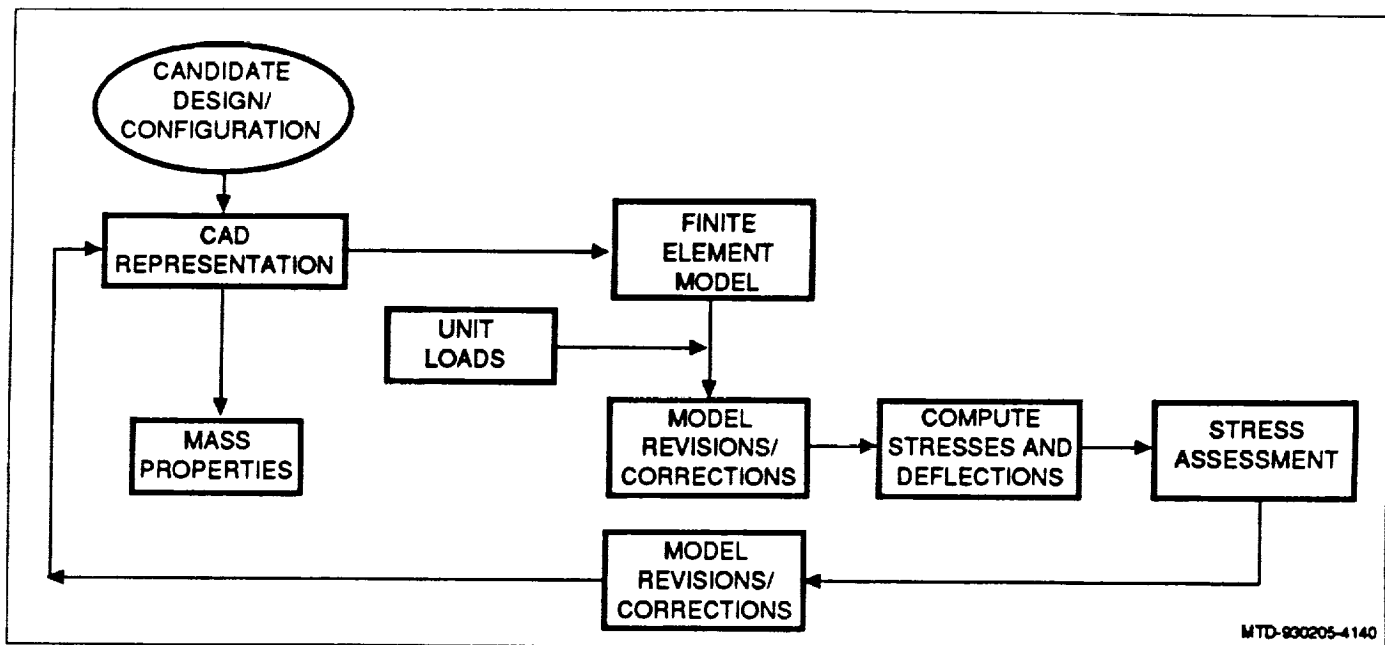 CANDIDATE
DESIGN/
CONFIGURATION
CAD
REPRESENTATION
FINITE
ELEMENT
MODEL
UNIT
LOADS
MASS
PROPERTIES
MODEL
REVISIONS/
CORRECTIONS
COMPUTE
STRESSES AND
DEFLECTIONS
STRESS
ASSESSMENT
MODEL
REVISIONS/
CORRECTIONS
MTD-930205-4140